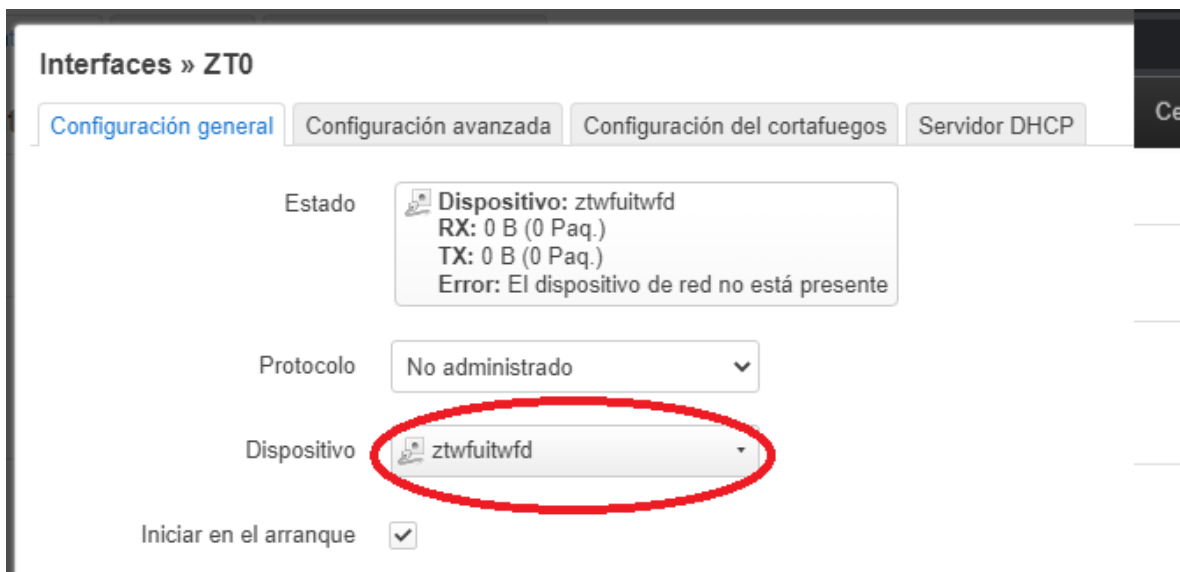 Interfaces » ZT0
Ce
Configuración general Configuración avanzada Configuración del cortafuegos Servidor DHCP
Estado
Dispositivo: ztwfuitwfd
RX: 0 B (0 Paq.)
TX: 0 B (0 Paq.)
Error: El dispositivo de red no está presente
Protocolo No administrado
Dispositivo ztwfuitwfd
Iniciar en el arranque